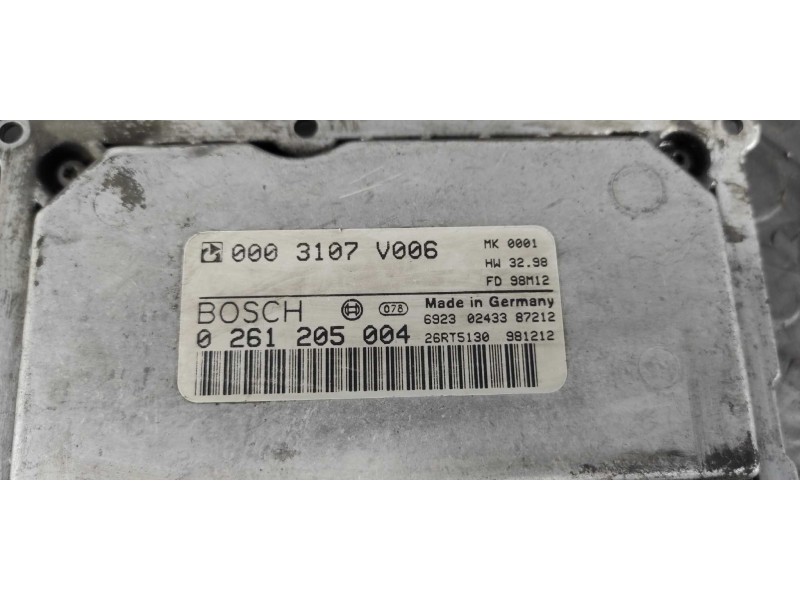 000 3107 V006
MK 0001
HW 32.98
FD 98M12
BOSCH
078
Made in Germany
6923 02433 87212
0 261 205 004
26RT5130 981212